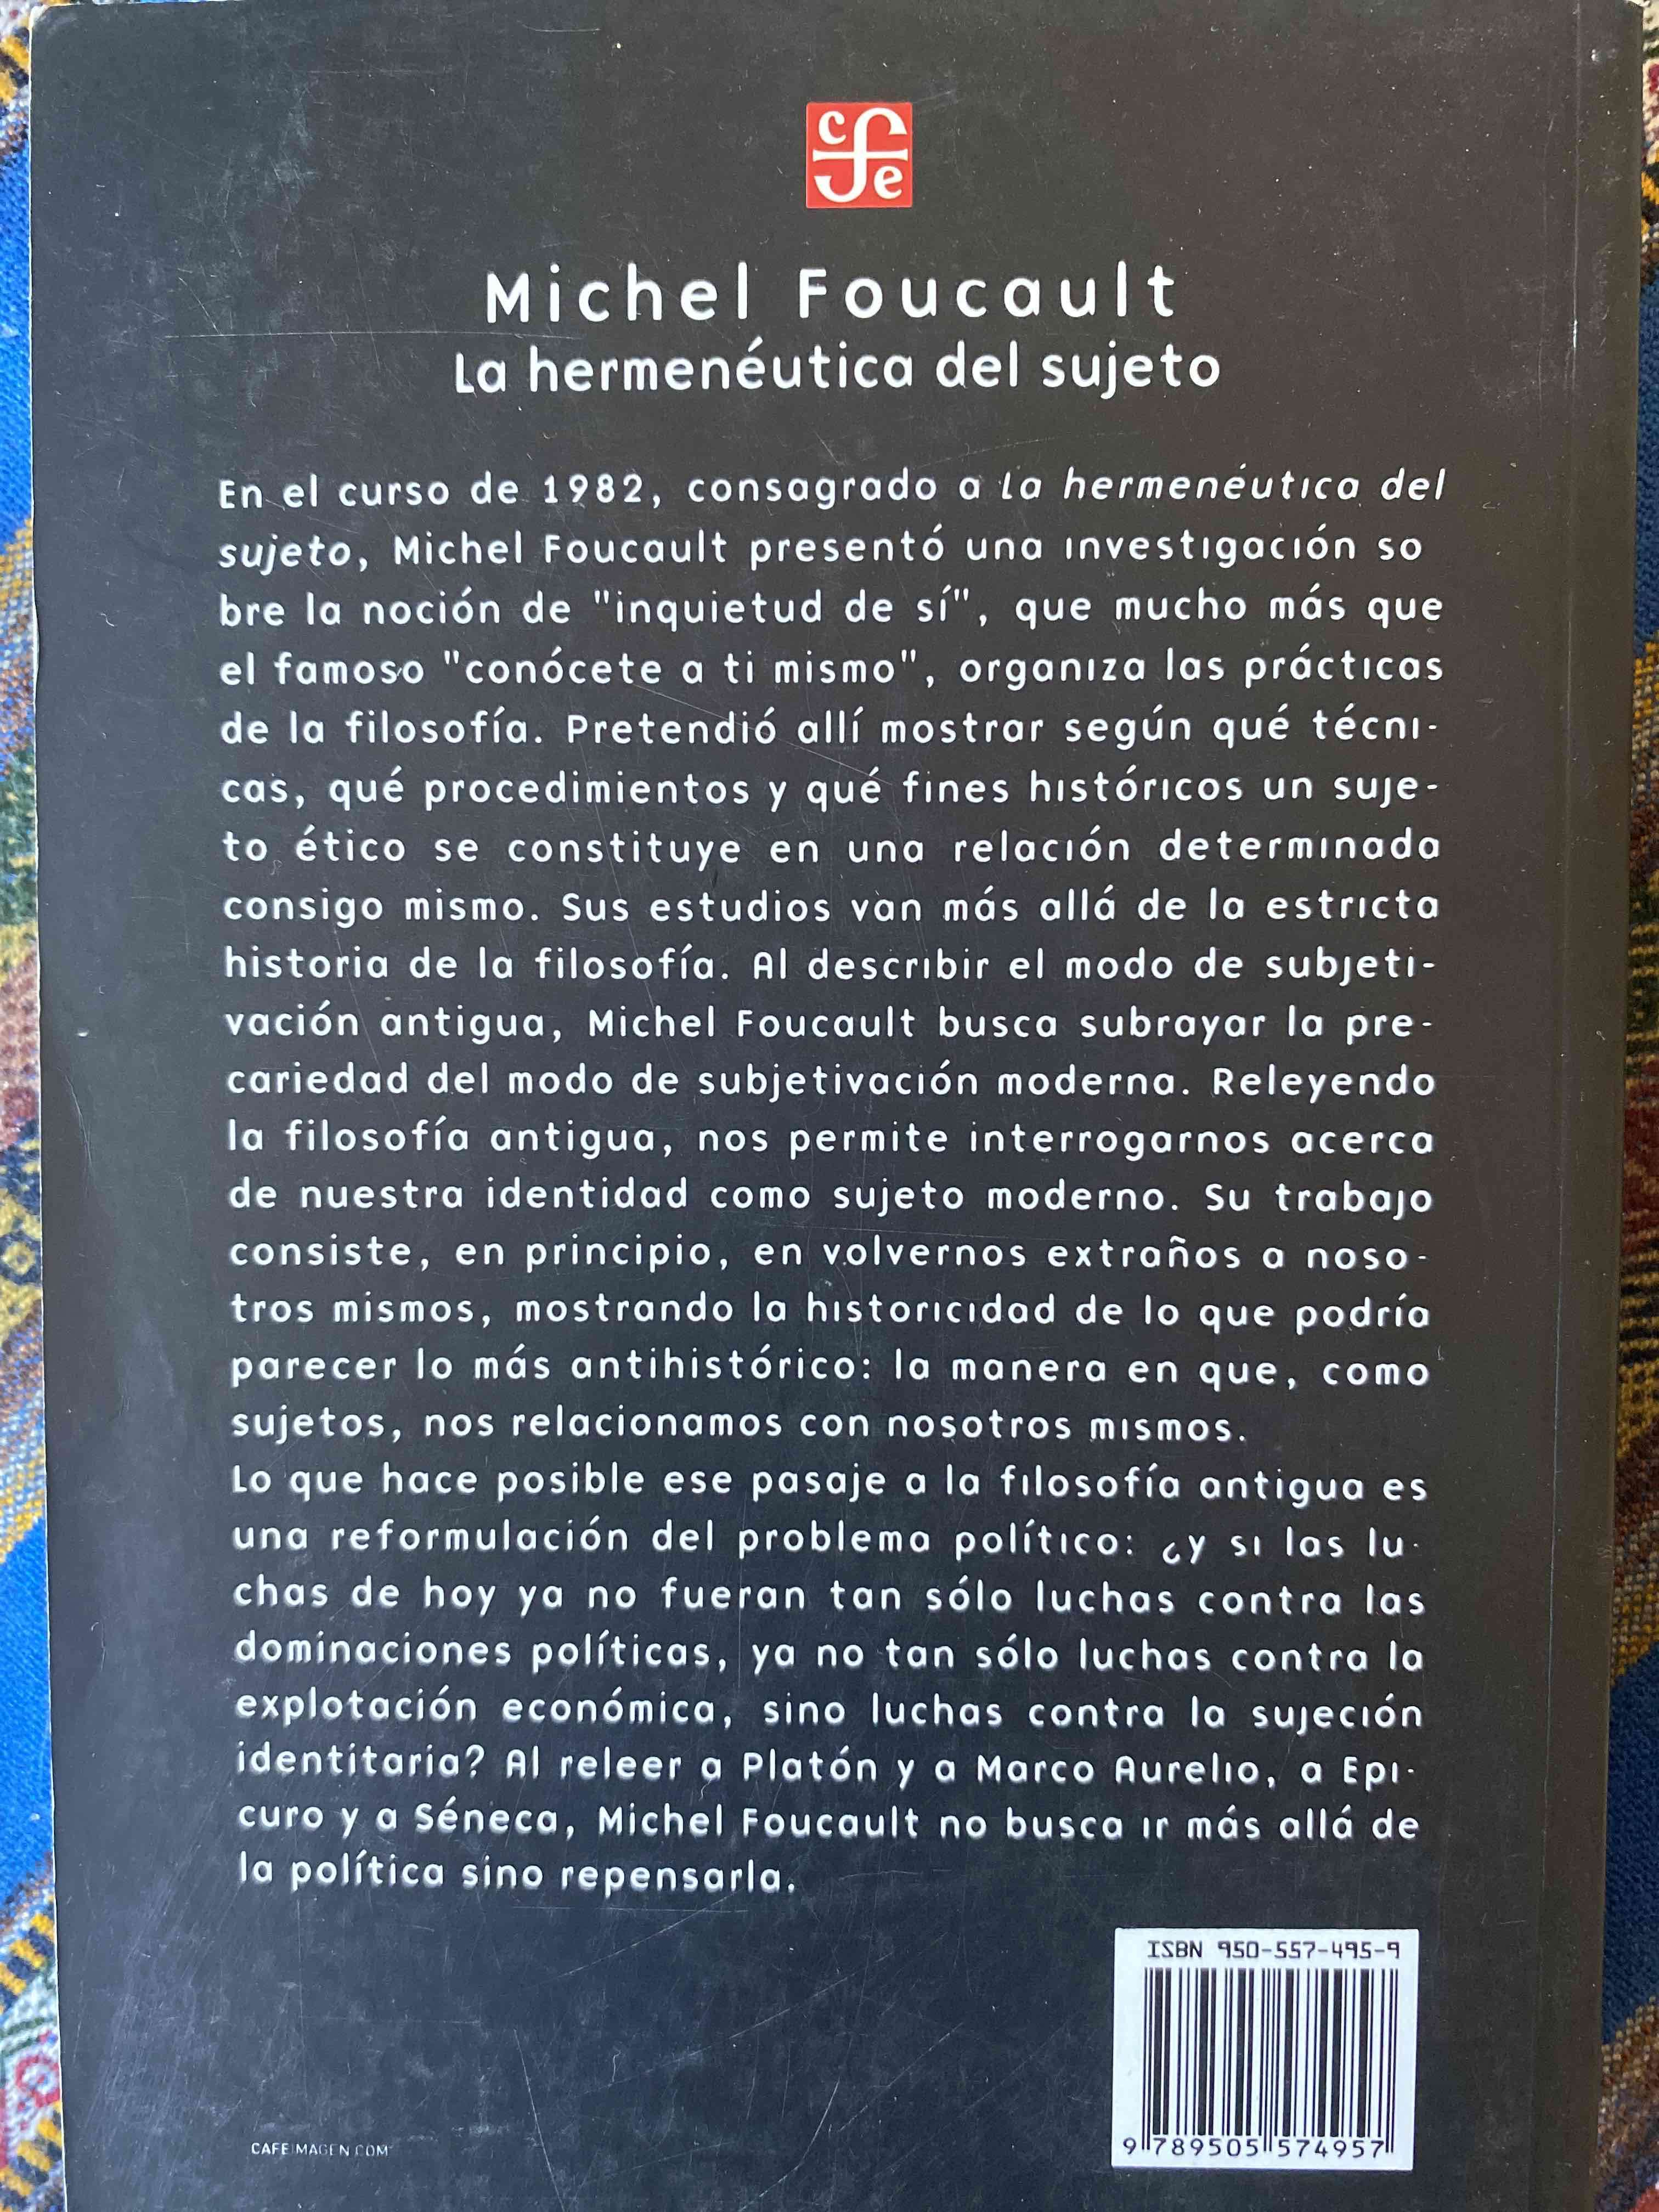 c f e
Michel Foucault
La hermenéutica del sujeto
En el curso de 1982, consagrado a La hermenéutica del
sujeto, Michel Foucault presentó una investigación so
bre la noción de "inquietud de sí", que mucho más que
el famoso "conócete a ti mismo", organiza las prácticas
de la filosofía. Pretendió allí mostrar según qué técni-
cas, qué procedimientos y qué fines históricos un suje-
to ético se constituye en una relación determinada
consigo mismo. Sus estudios van más allá de la estricta
historia de la filosofía. Al describir el modo de subjeti-
vación antigua, Michel Foucault busca subrayar la pre-
cariedad del modo de subjetivación moderna. Releyendo
la filosofía antigua, nos permite interrogarnos acerca
de nuestra identidad como sujeto moderno. Su trabajo
consiste, en principio, en volvernos extraños a noso-
tros mismos, mostrando la historicidad de lo que podría
parecer lo más antihistórico: la manera en que, como
sujetos, nos relacionamos con nosotros mismos.
Lo que hace posible ese pasaje a la filosofía antigua es
una reformulación del problema político: ¿y si las lu-
chas de hoy ya no fueran tan sólo luchas contra las
dominaciones políticas, ya no tan sólo luchas contra la
explotación económica, sino luchas contra la sujeción
identitaria? Al releer a Platón y a Marco Aurelio, a Epi-
curo y a Séneca, Michel Foucault no busca ir más allá de
la política sino repensarla.
ISBN 950-557-495-9
9 789505 574957
CAFEIMAGEN.COM